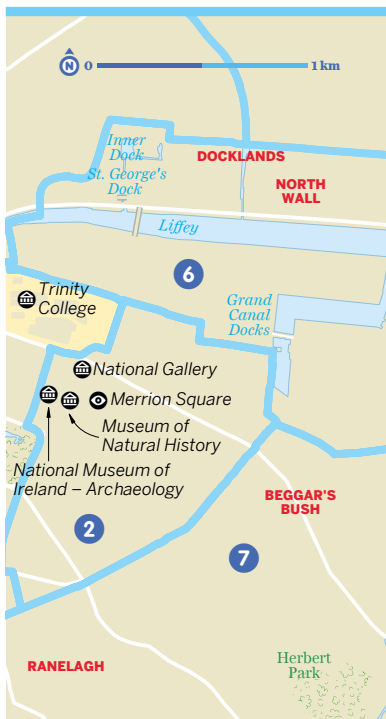 N 0 1 km
Inner
Dock
DOCKLANDS
St. George's
Dock
NORTH
WALL
Liffey
6
Trinity
College
Grand
Canal
Docks
National Gallery
Merrion Square
Museum of
Natural History
National Museum of
Ireland – Archaeology
BEGGAR'S
BUSH
2
7
Herbert
Park
RANELAGH